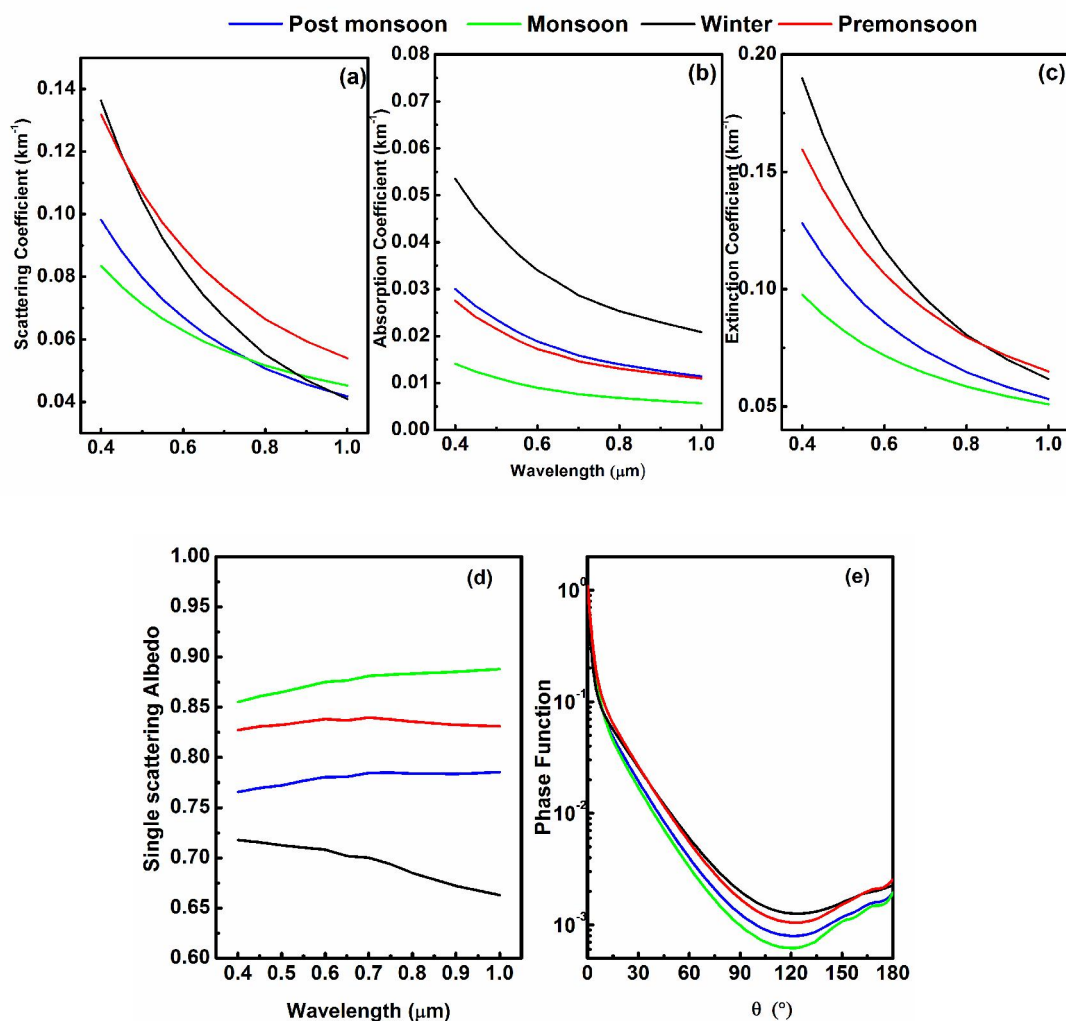 Post monsoon Monsoon Winter Premonsoon
(a)
Scattering Coefficient (km-1)
0.14
0.12
0.10
0.08
0.06
0.04
0.4 0.6 0.8 1.0
(b)
Absorption Coefficient (km-1)
0.08
0.07
0.06
0.05
0.04
0.03
0.02
0.01
0.00
0.4 0.6 0.8 1.0
Wavelength (μm)
(c)
Extinction Coefficient (km-1)
0.20
0.15
0.10
0.05
0.4 0.6 0.8 1.0
(d)
Single scattering Albedo
1.00
0.95
0.90
0.85
0.80
0.75
0.70
0.65
0.60
0.4 0.5 0.6 0.7 0.8 0.9 1.0
Wavelength (μm)
(e)
Phase Function
10^0
10^-1
10^-2
10^-3
0 30 60 90 120 150 180
θ (°)